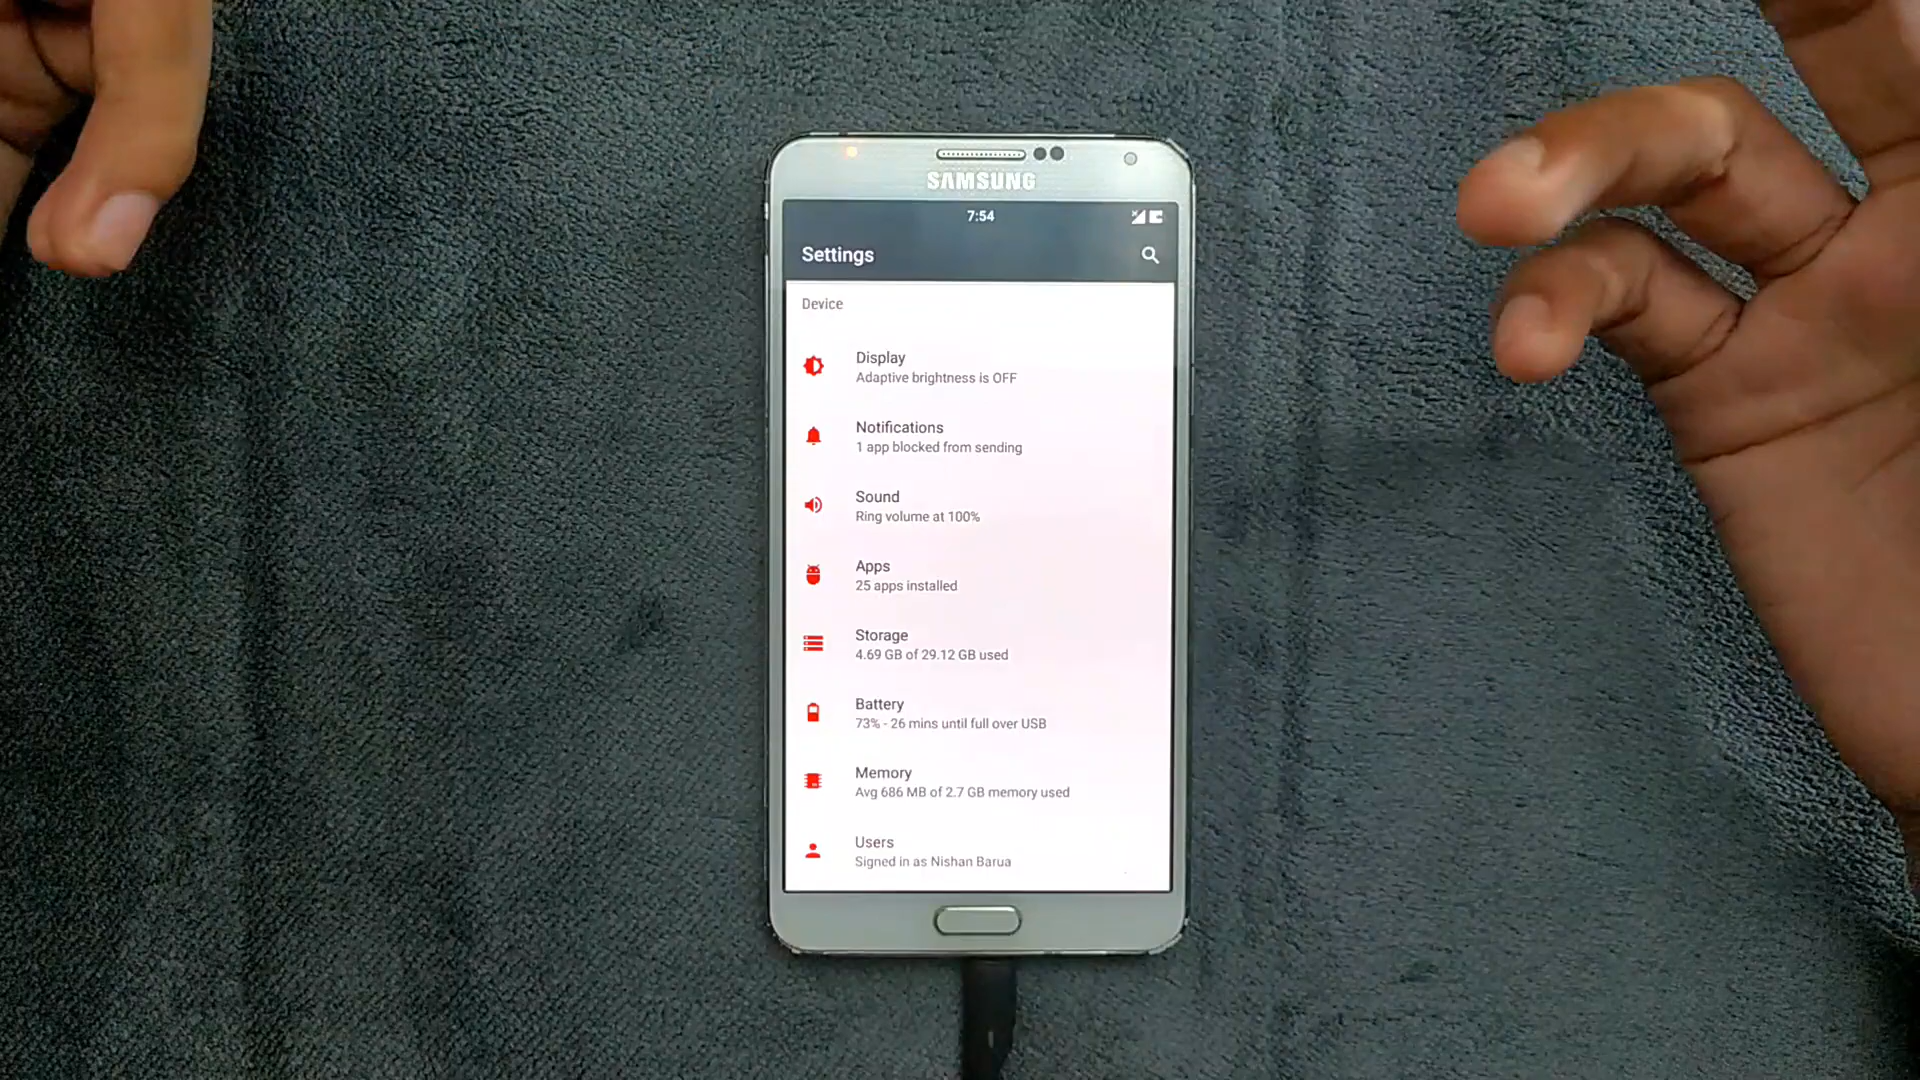 SAMSUNG
7:54
Settings
Device
Display
Adaptive brightness is OFF
Notifications
1 app blocked from sending
Sound
Ring volume at 100%
Apps
25 apps installed
Storage
4.69 GB of 29.12 GB used
Battery
73% - 26 mins until full over USB
Memory
Avg 686 MB of 2.7 GB memory used
Users
Signed in as Nishan Barua